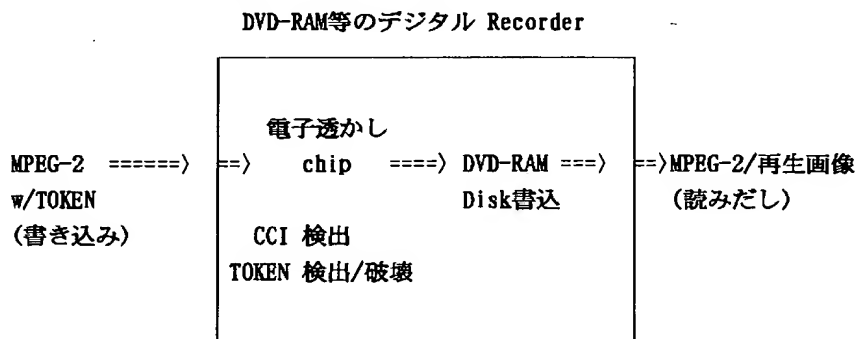 DVD-RAM等のデジタル Recorder
電子透かし
MPEG-2 ======〉 ==〉 chip ====〉 DVD-RAM ===〉 ==〉MPEG-2/再生画像
w/TOKEN Disk書込 (読みだし)
(書き込み) CCI 検出
TOKEN 検出/破壊